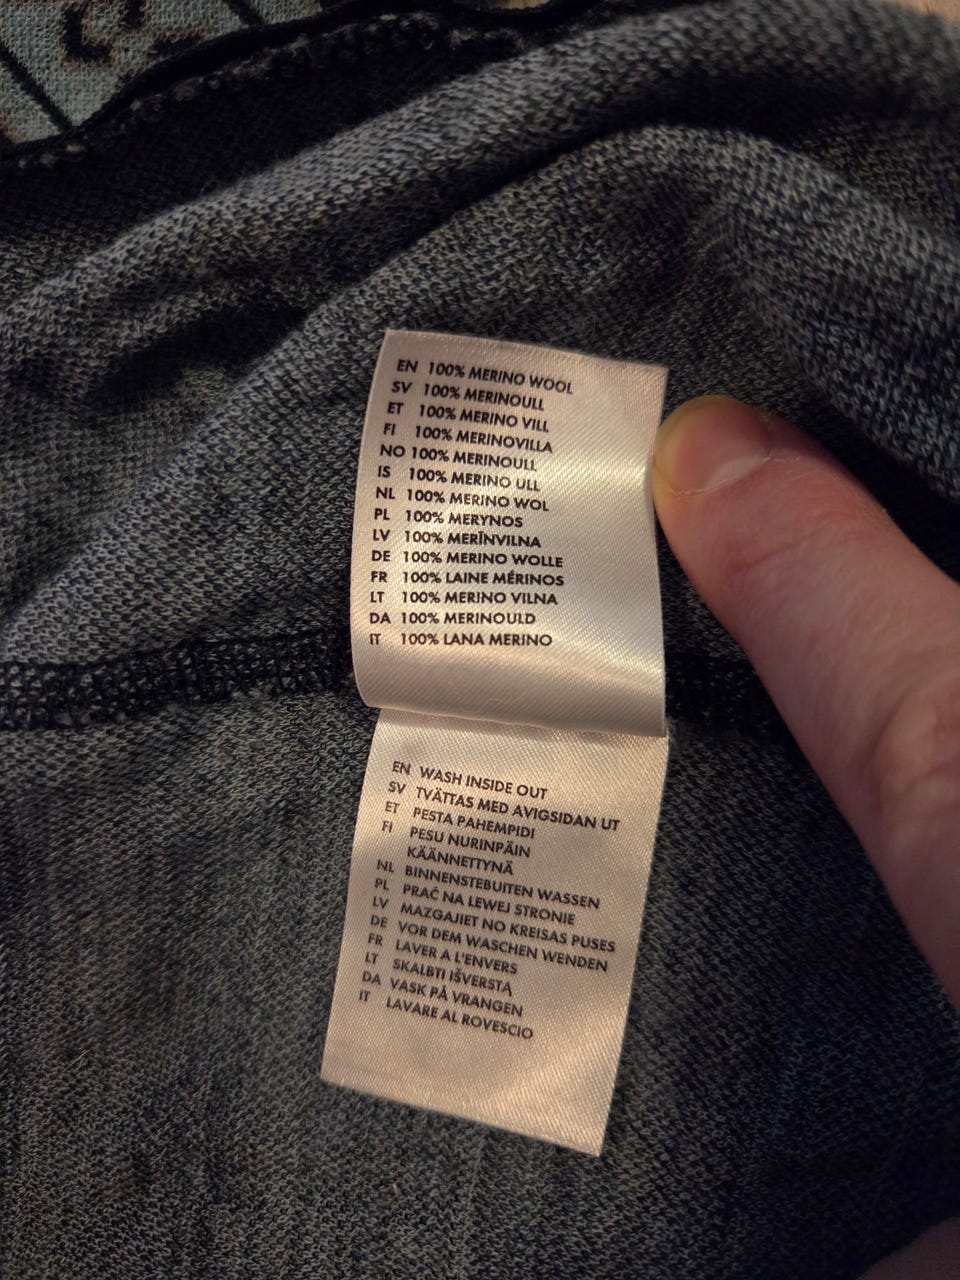 EN 100% MERINO WOOL
SV 100% MERINOULL
ET 100% MERINO VILL
FI 100% MERINOVILLA
NO 100% MERINOULL
IS 100% MERINO ULL
NL 100% MERINO WOL
PL 100% MERYNOS
LV 100% MERĪNVILNA
DE 100% MERINO WOLLE
FR 100% LAINE MÉRINOS
LT 100% MERINO VILNA
DA 100% MERINOULD
IT 100% LANA MERINO
EN WASH INSIDE OUT
SV TVÄTTAS MED AVIGSIDAN UT
ET PESTA PAHEMPIDI
FI PESU NURINPÄIN
KÄÄNNETTYNÄ
NL BINNENSTEBUITEN WASSEN
PL PRAĆ NA LEWEJ STRONIE
LV MAZGAJIET NO KREISAS PUSES
DE VOR DEM WASCHEN WENDEN
FR LAVER A L'ENVERS
LT SKALBTI IŠVERSTĄ
DA VASK PÅ VRANGEN
IT LAVARE AL ROVESCIO